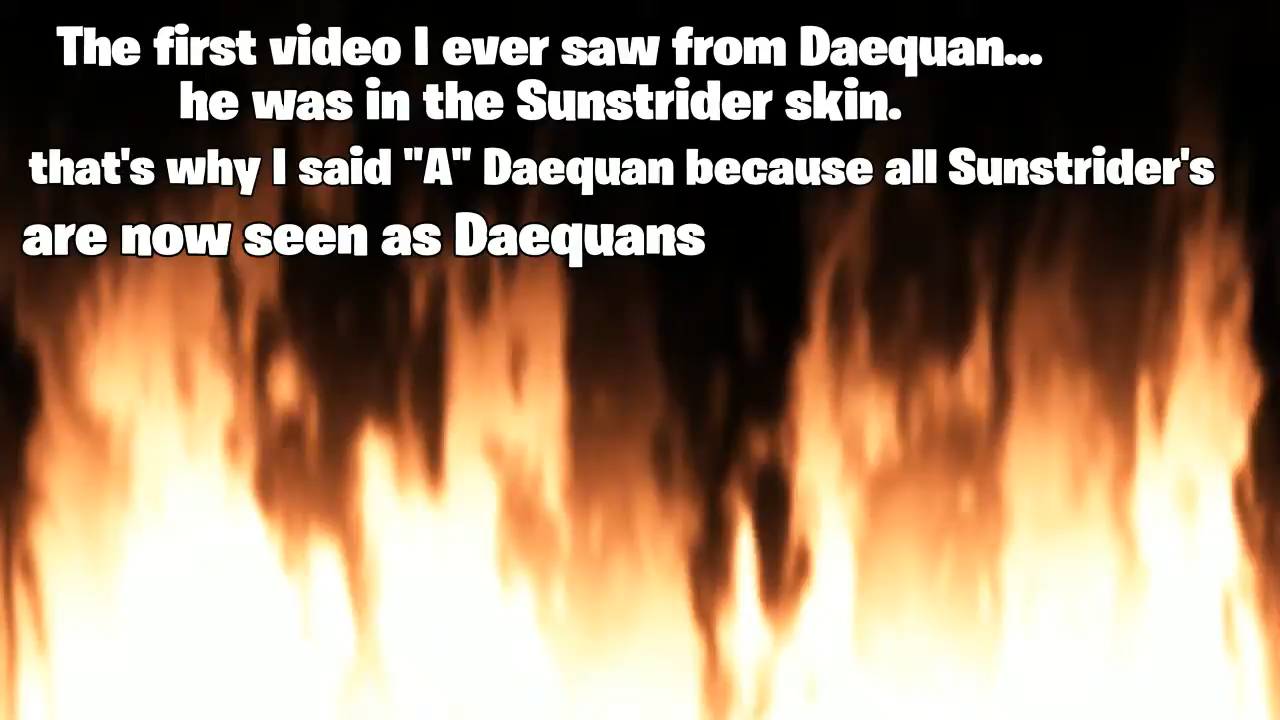 The first video I ever saw from Daequan...
he was in the Sunstrider skin.
that's why I said "A" Daequan because all Sunstrider's
are now seen as Daequans